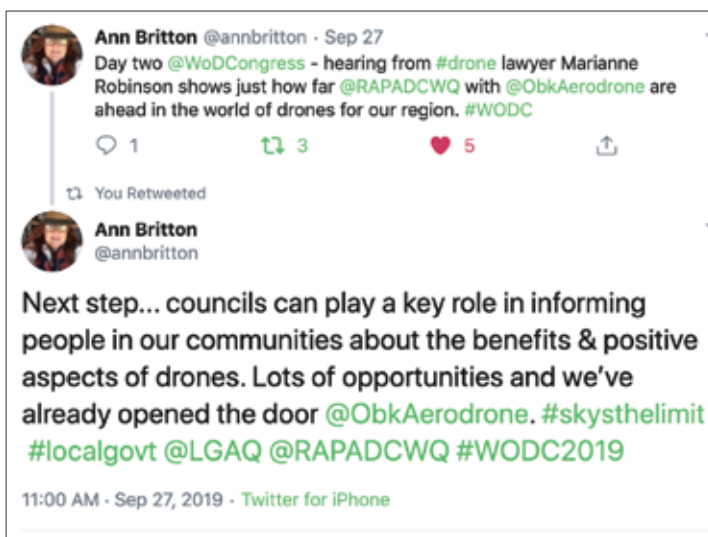 Ann Britton @annbritton · Sep 27
Day two @WoDCongress - hearing from #drone lawyer Marianne
Robinson shows just how far @RAPADCWQ with @ObkAerodrone are
ahead in the world of drones for our region. #WODC
1 3 5
You Retweeted
Ann Britton
@annbritton
Next step... councils can play a key role in informing
people in our communities about the benefits & positive
aspects of drones. Lots of opportunities and we've
already opened the door @ObkAerodrone. #skysthelimit
#localgovt @LGAQ @RAPADCWQ #WODC2019
11:00 AM · Sep 27, 2019 · Twitter for iPhone